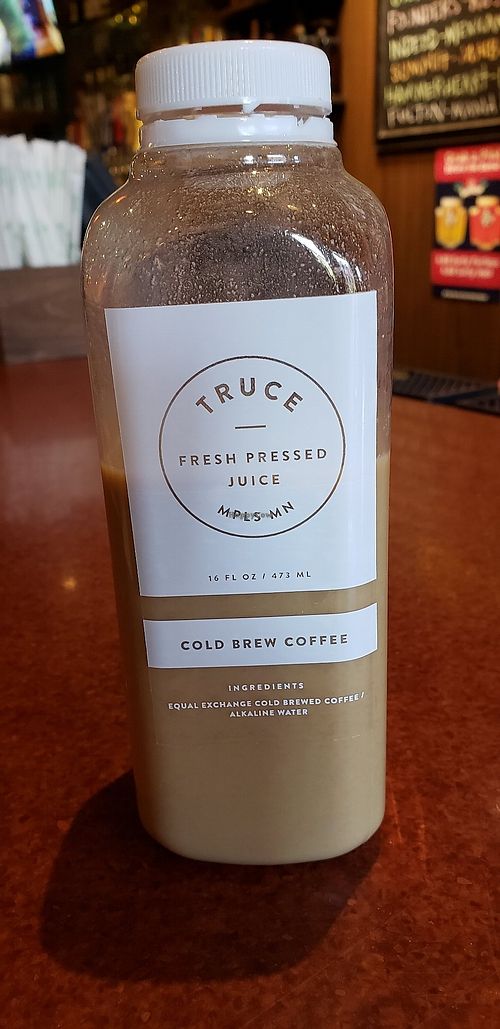 TRUCE
FRESH PRESSED
JUICE
MPLS MN
16 FL OZ / 473 ML
COLD BREW COFFEE
INGREDIENTS
EQUAL EXCHANGE COLD BREWED COFFEE /
ALKALINE WATER